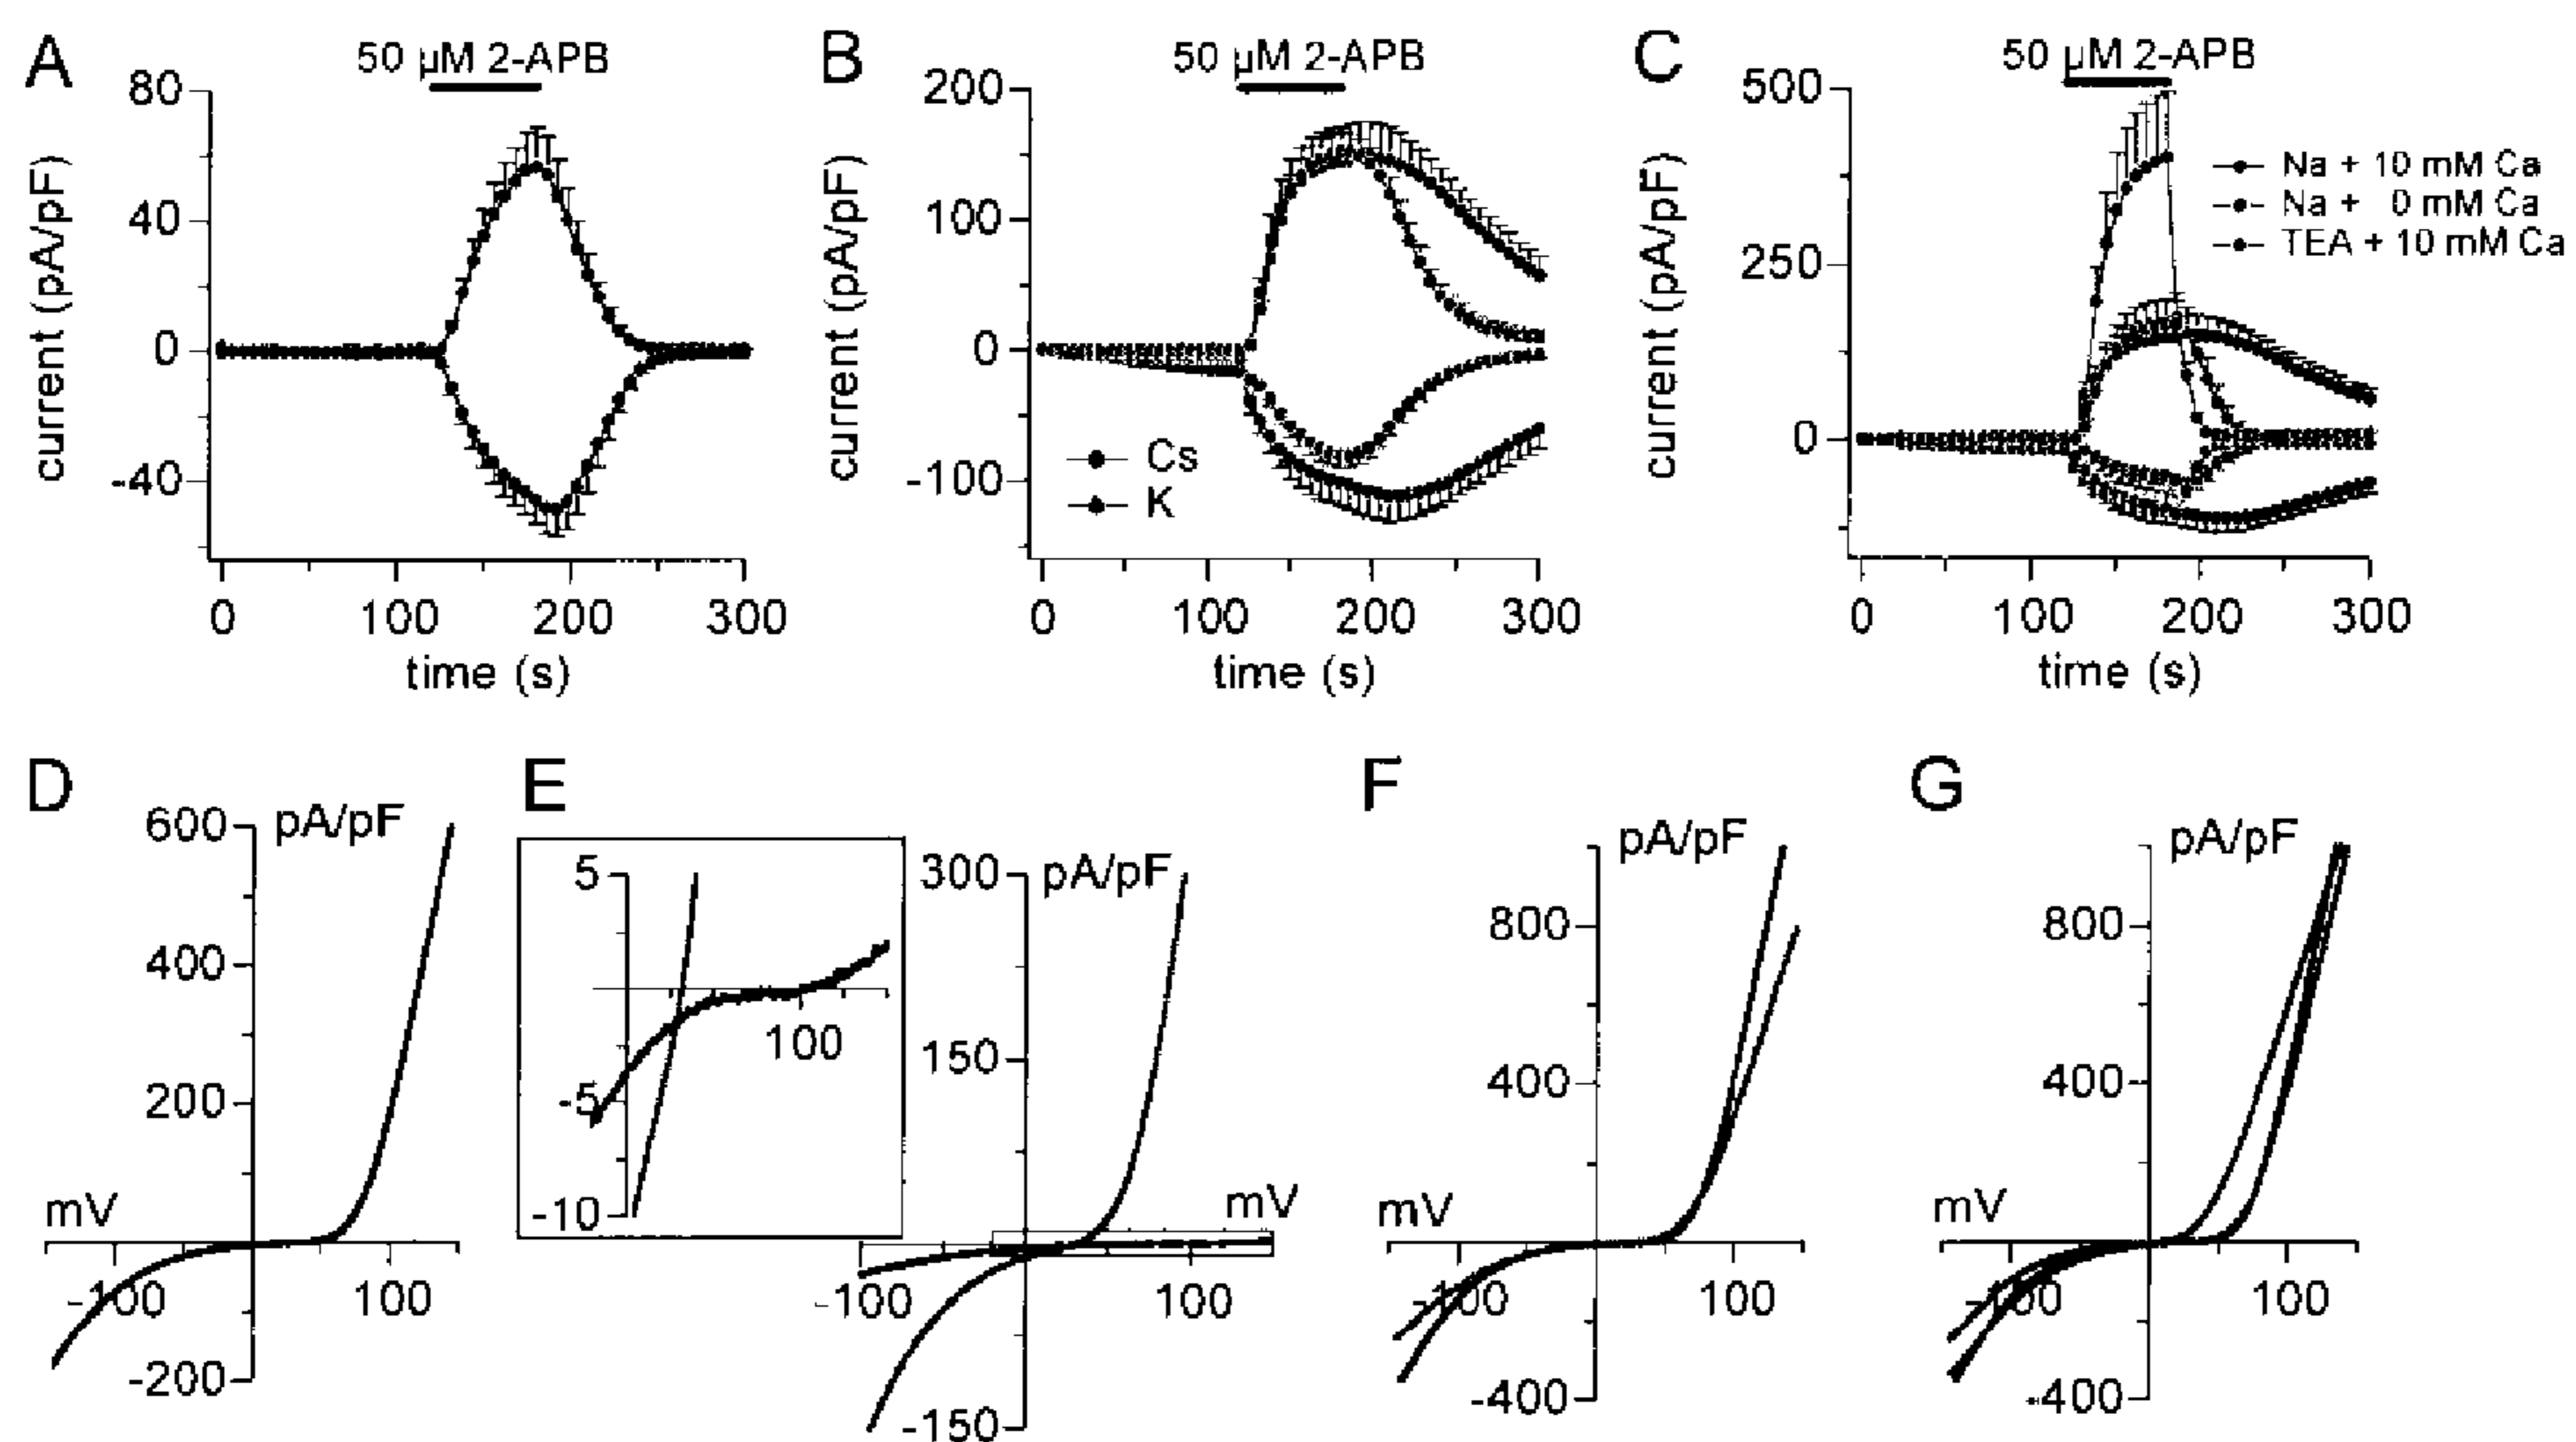 A
50 µM 2-APB
80
40
0
-40
current (pA/pF)
0 100 200 300
time (s)
B
50 µM 2-APB
200
100
0
-100
current (pA/pF)
Cs
K
0 100 200 300
time (s)
C
50 µM 2-APB
500
250
0
current (pA/pF)
Na + 10 mM Ca
Na + 0 mM Ca
TEA + 10 mM Ca
0 100 200 300
time (s)
D
600 pA/pF
400
200
mV
-100 100
-200
E
5
100
-5
-10
300 pA/pF
150
mV
-100 100
-150
F
pA/pF
800
400
mV
-100 100
-400
G
pA/pF
800
400
mV
-100 100
-400